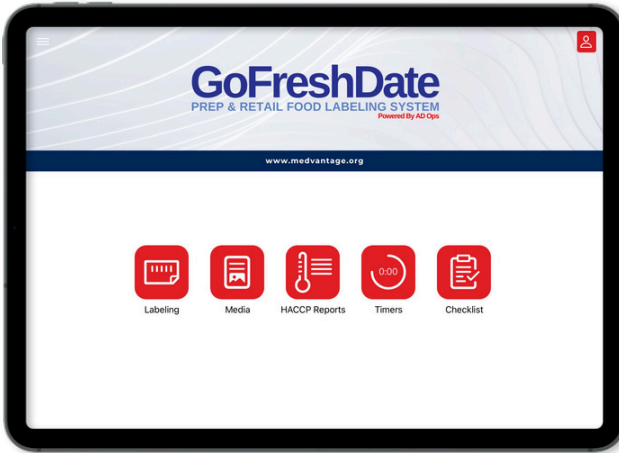 GoFreshDate
PREP & RETAIL FOOD LABELING SYSTEM
Powered By AD Ops
www.medvantage.org
0:00
Labeling
Media
HACCP Reports
Timers
Checklist